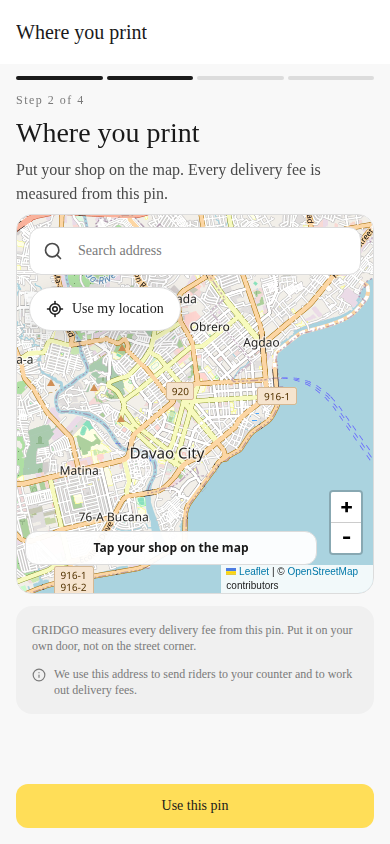 Where you print
Step 2 of 4
Where you print
Put your shop on the map. Every delivery fee is
measured from this pin.
Search address
Use my location
Obrero
Agdao
920
916-1
Davao City
Matina
76-A Bucana
Tap your shop on the map
916-1
916-2
+
-
Leaflet | © OpenStreetMap
contributors
GRIDGO measures every delivery fee from this pin. Put it on your
own door, not on the street corner.
We use this address to send riders to your counter and to work
out delivery fees.
Use this pin